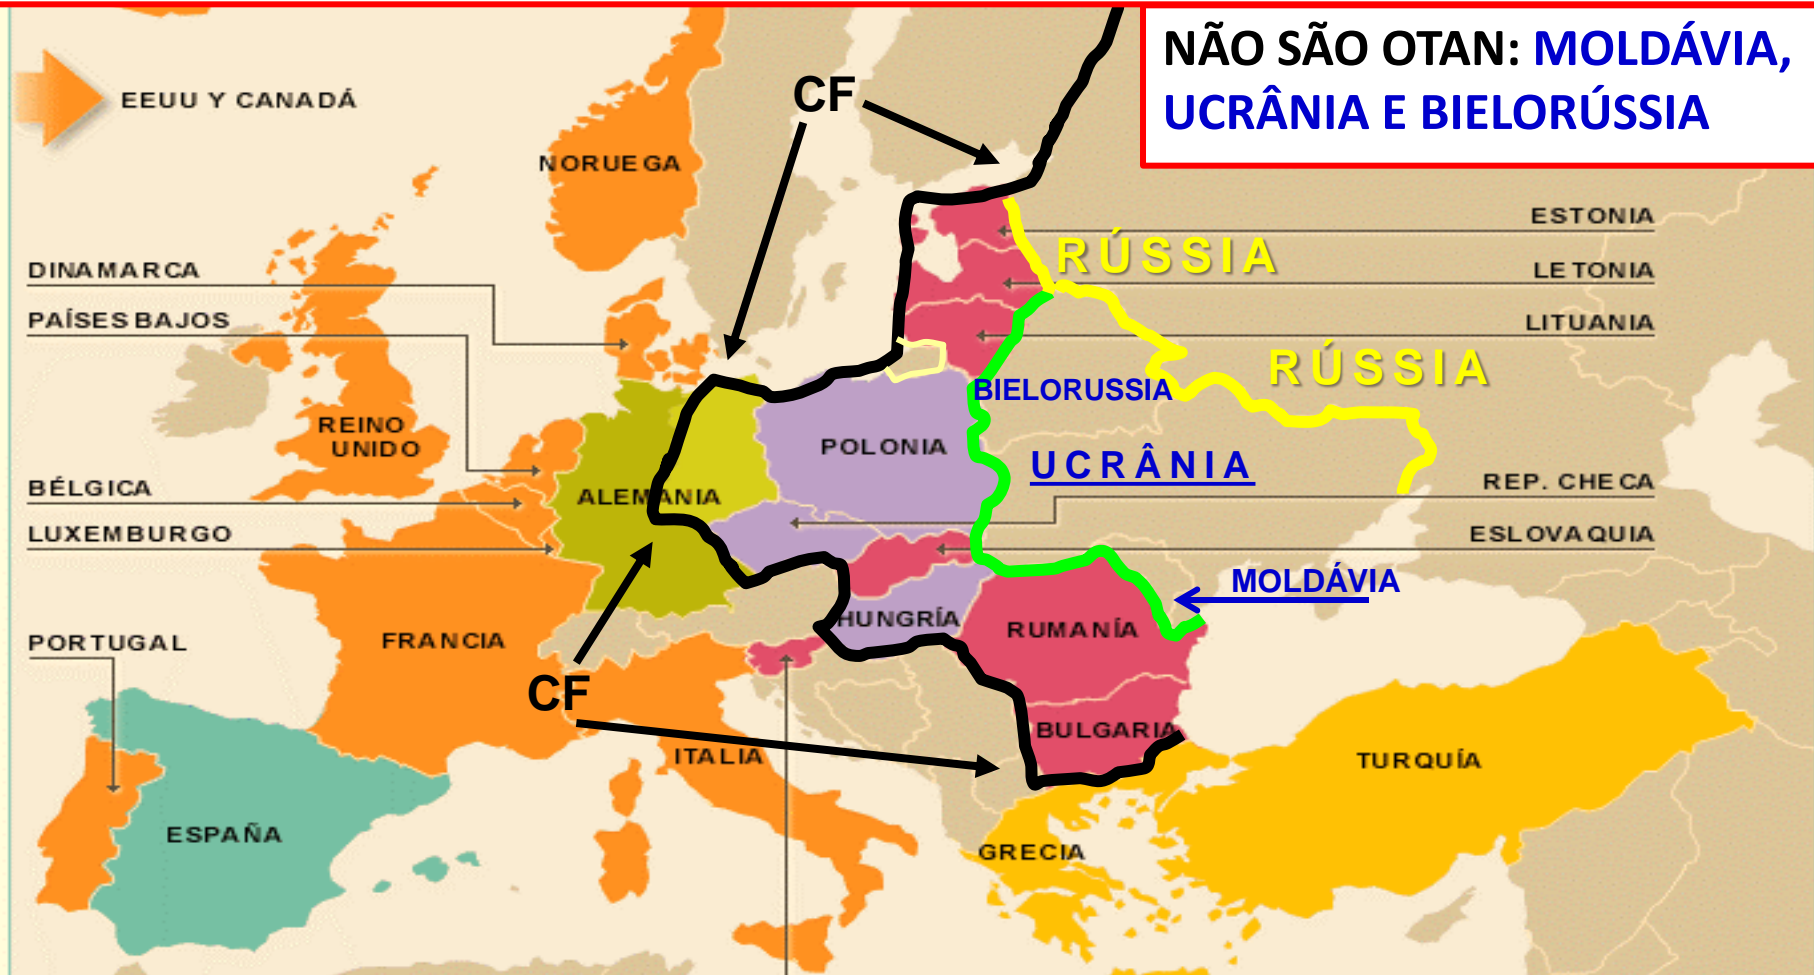 NÃO SÃO OTAN: MOLDÁVIA,
UCRÂNIA E BIELORÚSSIA
EEUU Y CANADÁ
CF
NORUEGA
ESTONIA
RÚSSIA
DINAMARCA
LETONIA
PAÍSES BAJOS
LITUANIA
RÚSSIA
BIELORUSSIA
REINO
UNIDO
POLONIA
UCRÂNIA
BÉLGICA
ALEMANIA
REP. CHECA
LUXEMBURGO
ESLOVAQUIA
MOLDÁVIA
HUNGRÍA
RUMANÍA
PORTUGAL
FRANCIA
CF
BULGARIA
ITALIA
TURQUÍA
ESPAÑA
GRECIA